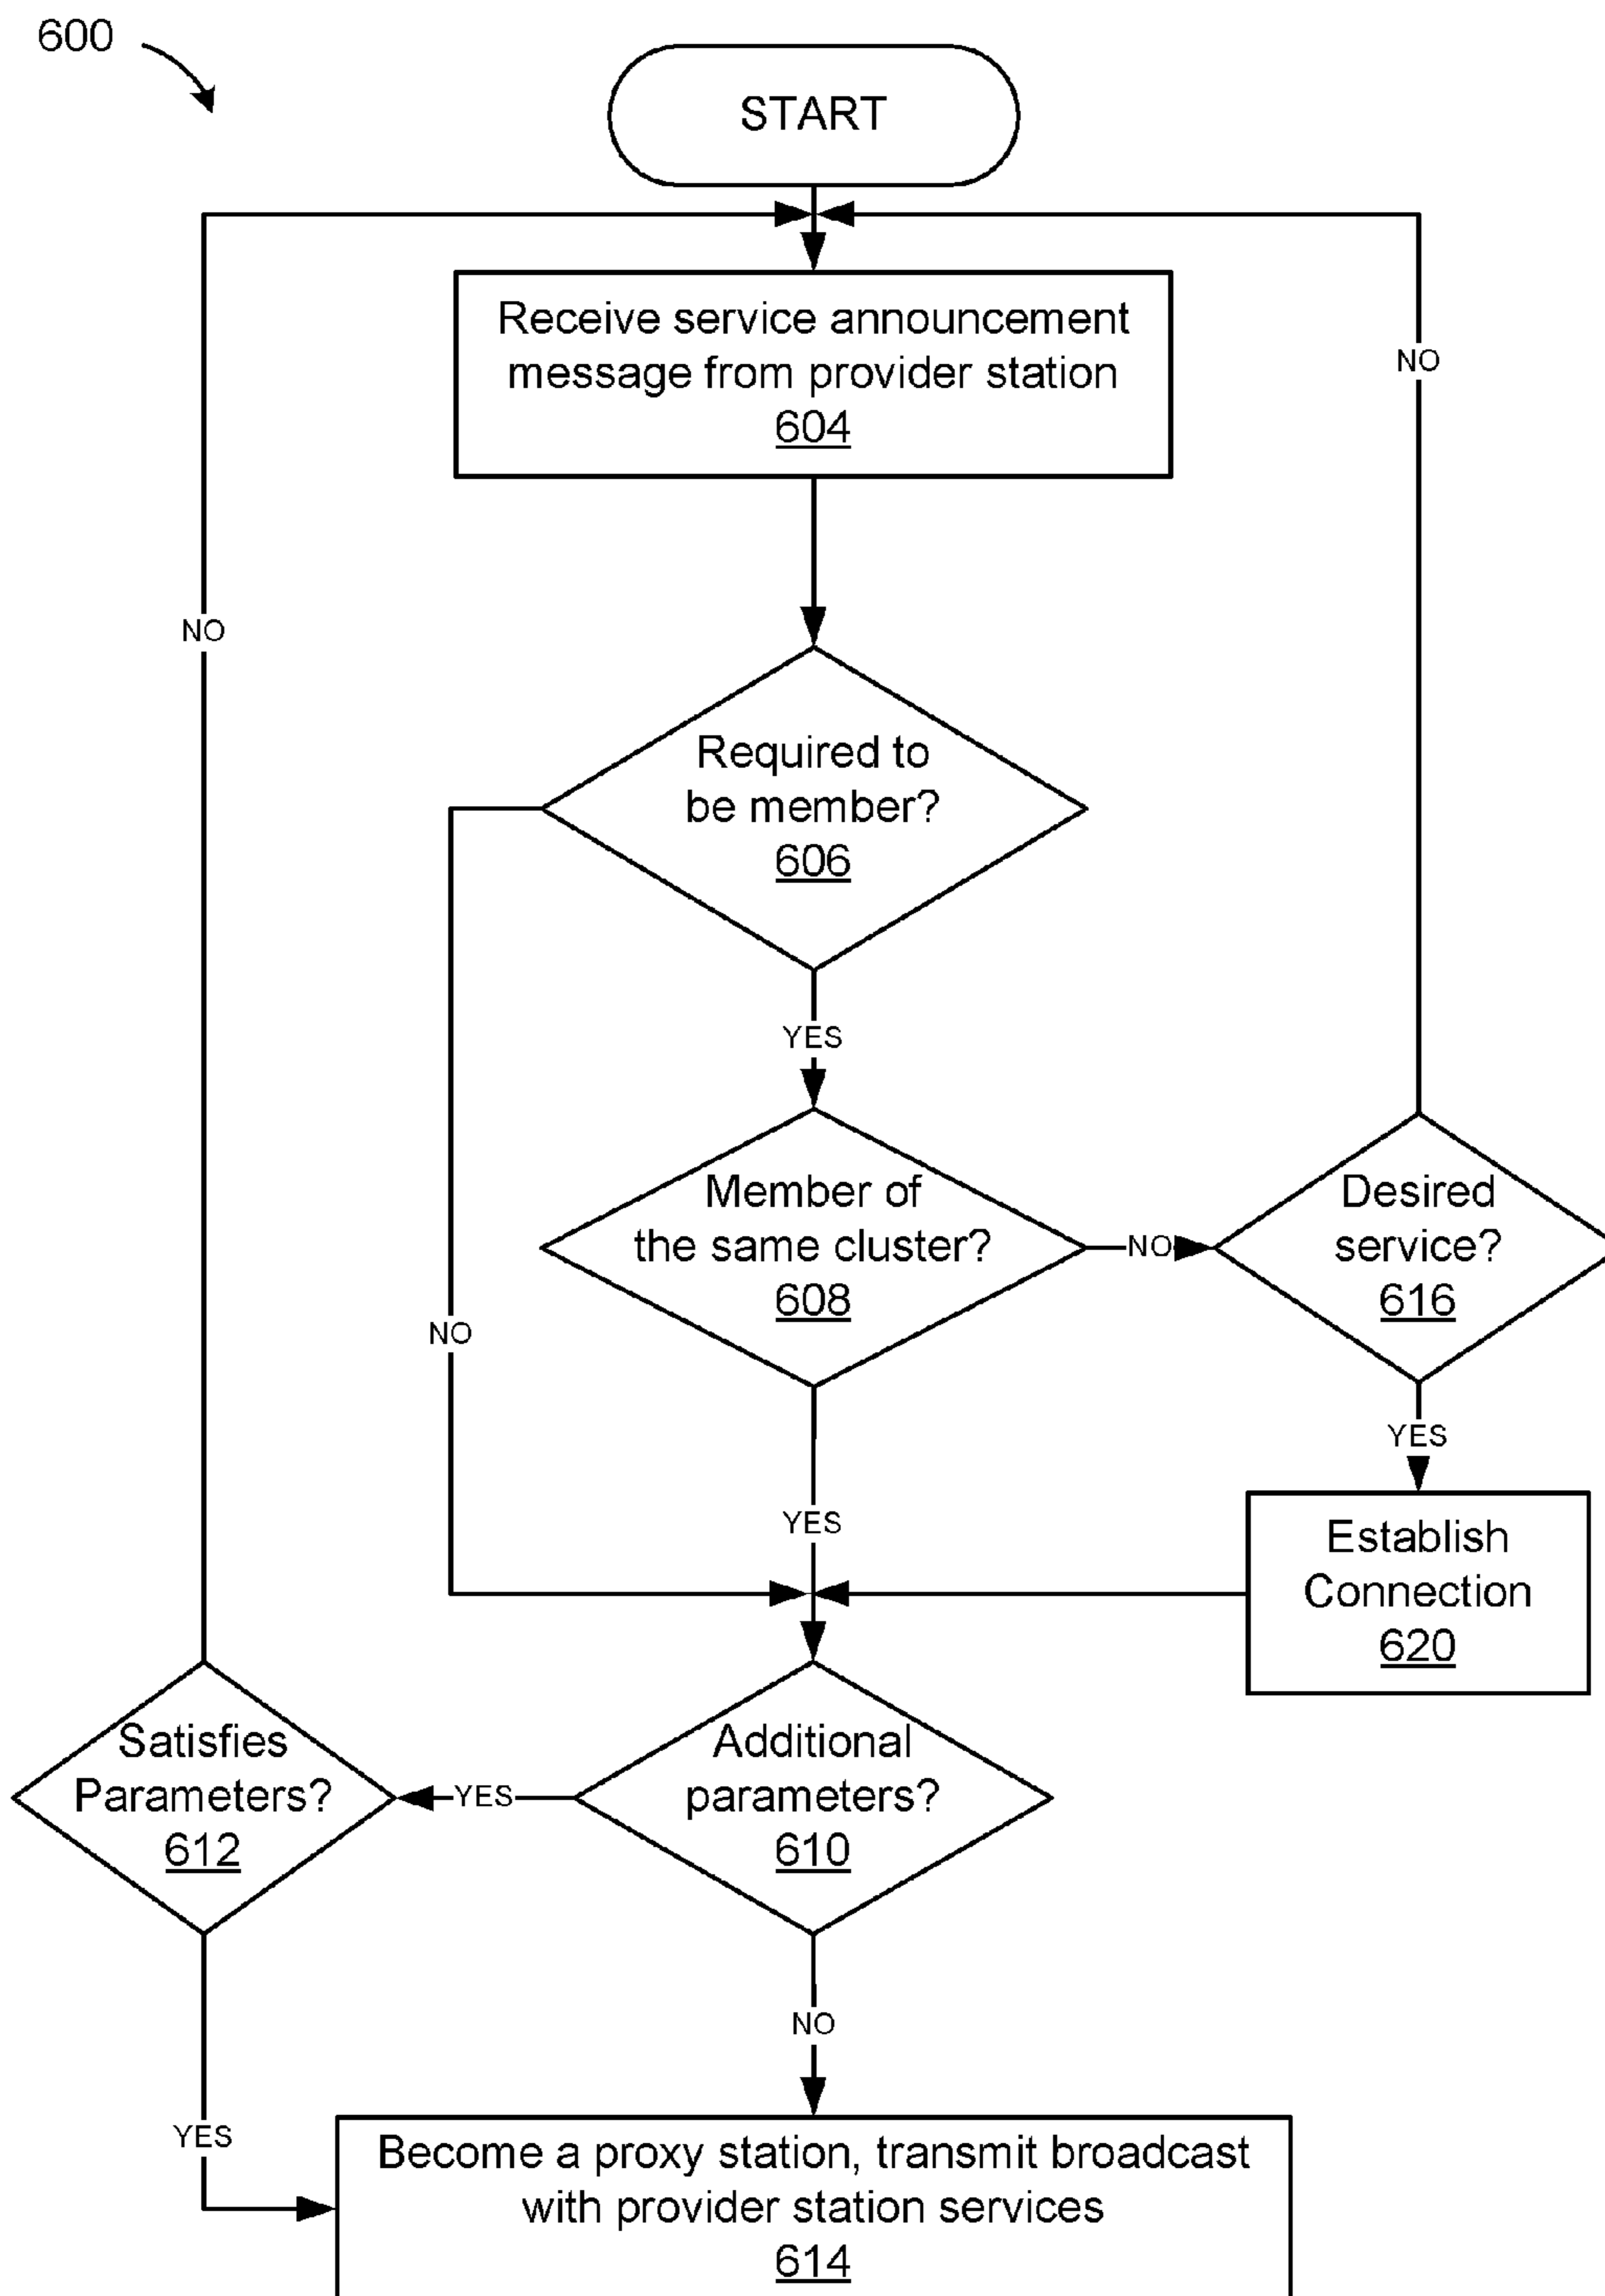 600
START
Receive service announcement
message from provider station
604
NO
NO
Required to
be member?
606
YES
Member of
the same cluster?
608
NO
Desired
service?
616
NO
YES
YES
Establish
Connection
620
Satisfies
Parameters?
612
YES
Additional
parameters?
610
NO
YES
Become a proxy station, transmit broadcast
with provider station services
614